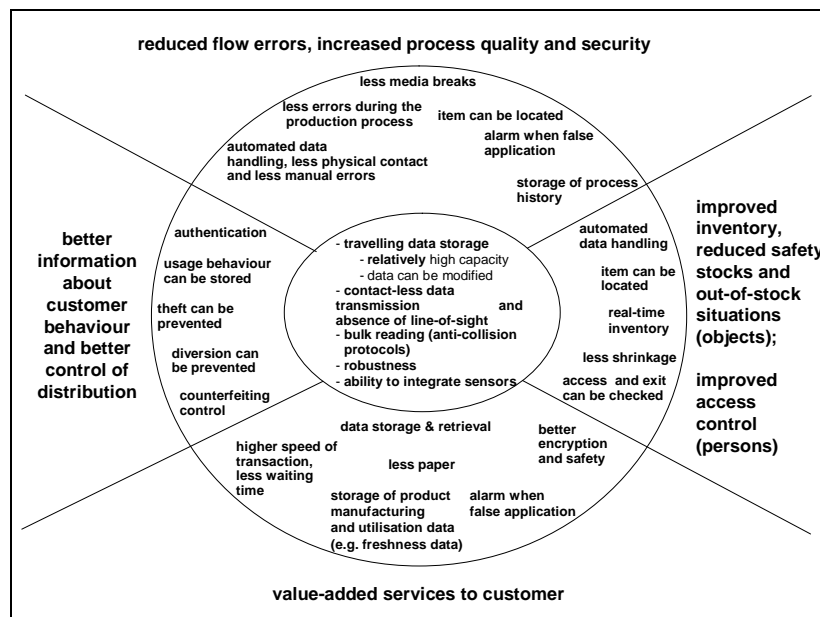 reduced flow errors, increased process quality and security
less media breaks
less errors during the
production process
item can be located
alarm when false
application
automated data
handling, less physical contact
and less manual errors
storage of process
history
better
information
about
customer
behaviour
and better
control of
distribution
authentication
usage behaviour
can be stored
theft can be
prevented
diversion can
be prevented
counterfeiting
control
- travelling data storage
- relatively high capacity
- data can be modified
- contact-less data
transmission and
absence of line-of-sight
- bulk reading (anti-collision
protocols)
- robustness
- ability to integrate sensors
automated
data handling
item can be
located
real-time
inventory
less shrinkage
access and exit
can be checked
improved
inventory,
reduced safety
stocks and
out-of-stock
situations
(objects);
improved
access
control
(persons)
data storage & retrieval
better
encryption
and safety
higher speed of
transaction,
less waiting
time
less paper
storage of product
manufacturing
and utilisation data
(e.g. freshness data)
alarm when
false application
value-added services to customer